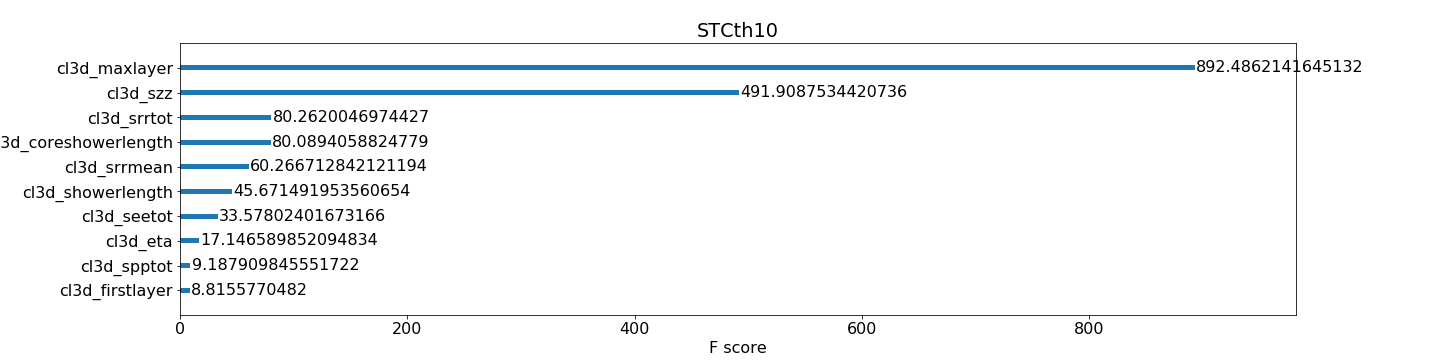 STCth10
cl3d_maxlayer 892.4862141645132
cl3d_szz 491.9087534420736
cl3d_srrtot 80.2620046974427
3d_coreshowerlength 80.0894058824779
cl3d_srrmean 60.266712842121194
cl3d_showerlength 45.671491953560654
cl3d_seetot 33.57802401673166
cl3d_eta 17.146589852094834
cl3d_spptot 9.187909845551722
cl3d_firstlayer 8.8155770482
0 200 400 600 800
F score